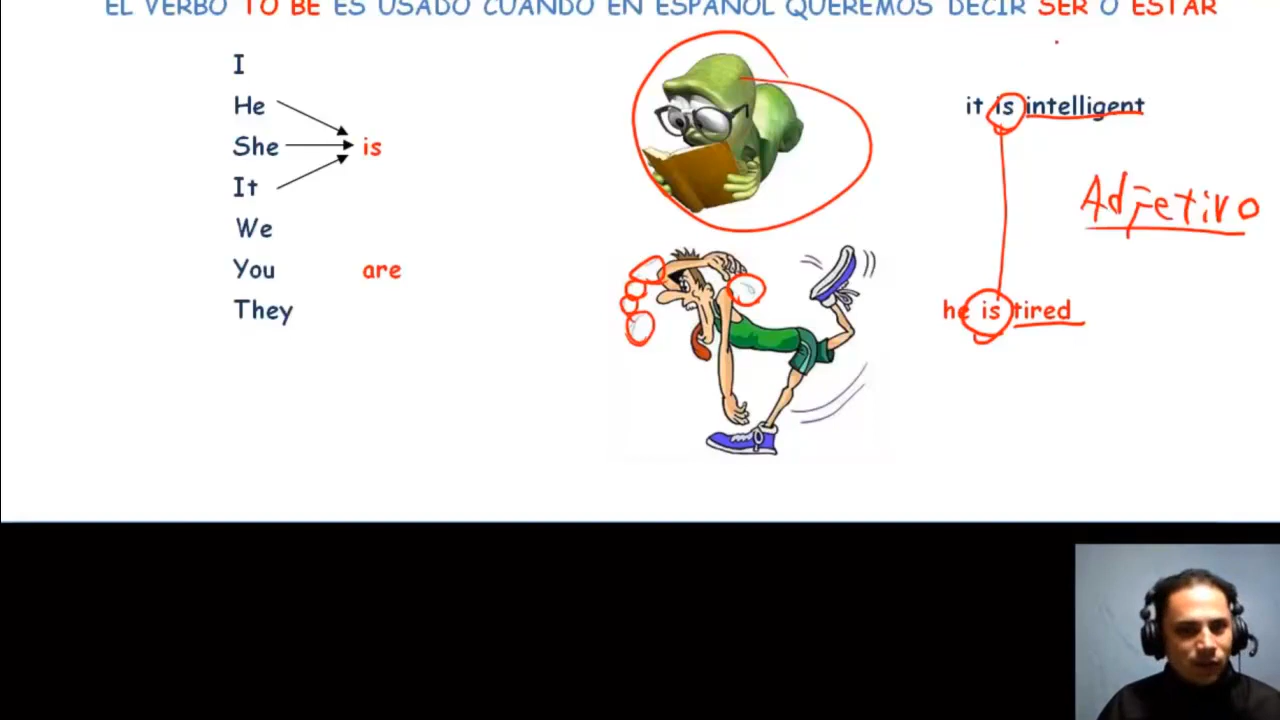 EL VERBO TO BE ES USADO CUANDO EN ESPAÑOL QUEREMOS DECIR SER O ESTAR
I
He
She is
It
We
You are
They
it is intelligent
Adjetivo
he is tired